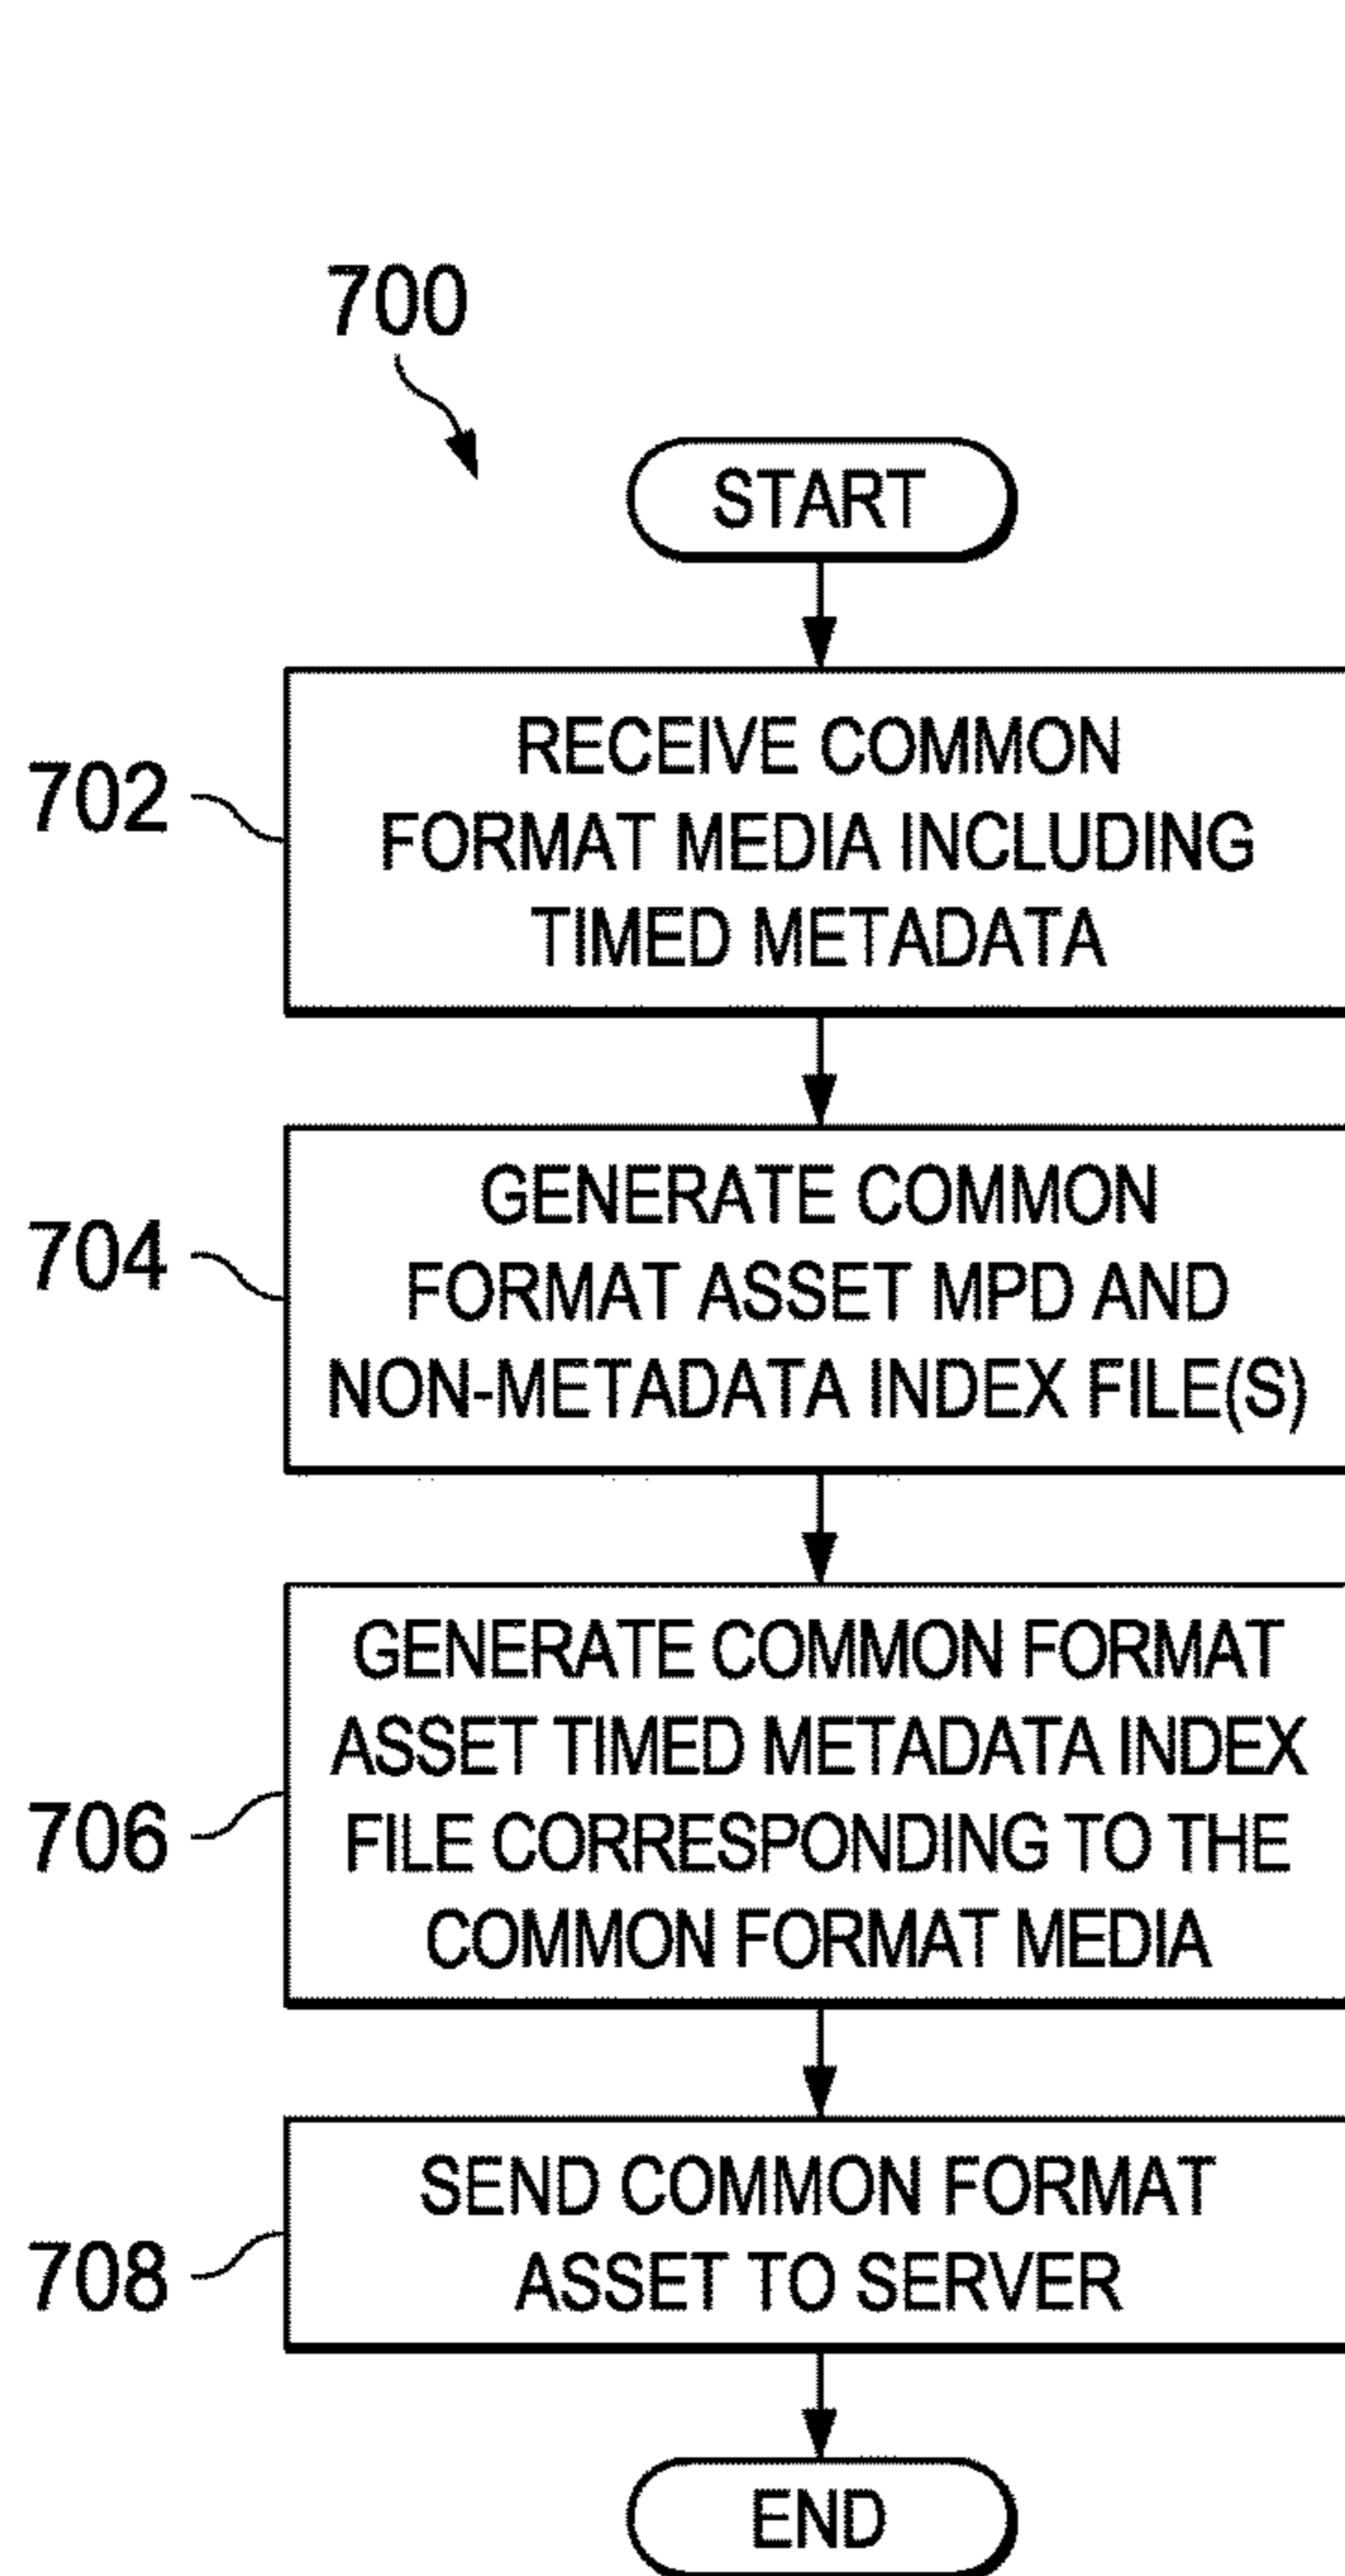 700
START
702
RECEIVE COMMON
FORMAT MEDIA INCLUDING
TIMED METADATA
704
GENERATE COMMON
FORMAT ASSET MPD AND
NON-METADATA INDEX FILE(S)
706
GENERATE COMMON FORMAT
ASSET TIMED METADATA INDEX
FILE CORRESPONDING TO THE
COMMON FORMAT MEDIA
708
SEND COMMON FORMAT
ASSET TO SERVER
END